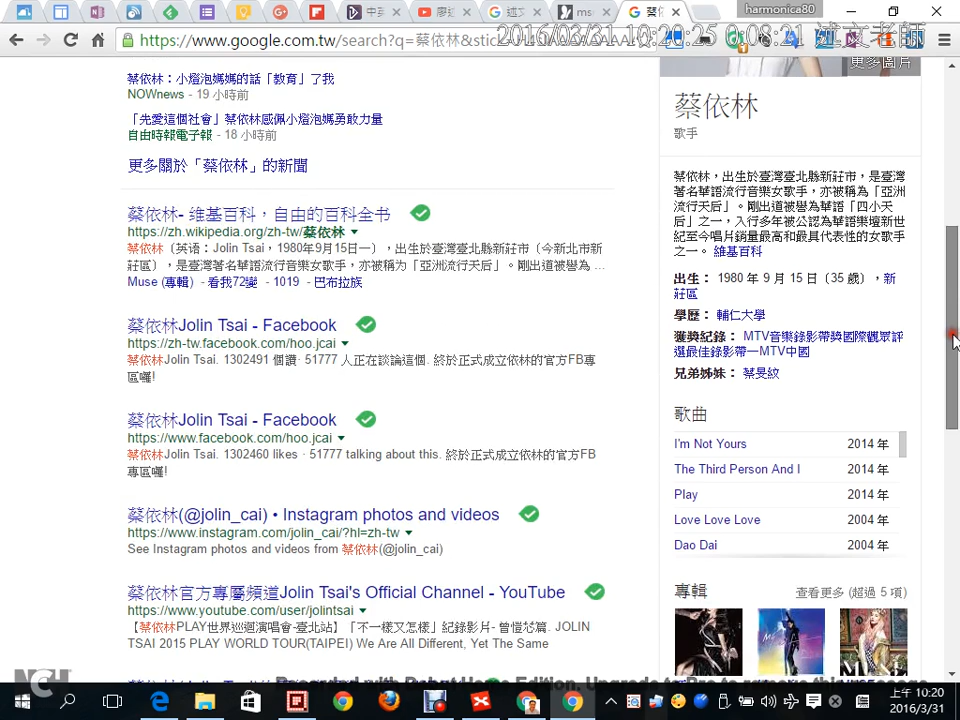 中英
廖
述文
mse
蔡依
harmonica80
https://www.google.com.tw/search?q=蔡依林&stic
2016/03/31 10:20:25 0:08:21 述文老師
更多圖片
蔡依林：小燈泡媽媽的話「教育」了我
NOWnews - 19 小時前
「先愛這個社會」蔡依林感佩小燈泡媽勇敢力量
自由時報電子報 - 18 小時前
更多關於「蔡依林」的新聞
蔡依林- 维基百科，自由的百科全书
https://zh.wikipedia.org/zh-tw/蔡依林
蔡依林（英语：Jolin Tsai，1980年9月15日－），出生於臺灣臺北縣新莊市（今新北市新
莊區），是臺灣著名華語流行音樂女歌手，亦被稱为「亞洲流行天后」。剛出道被譽為 ...
Muse (專輯) - 看我72變 - 1019 - 巴布拉族
蔡依林Jolin Tsai - Facebook
https://zh-tw.facebook.com/hoo.jcai
蔡依林Jolin Tsai. 1302491 個讚· 51777 人正在談論這個. 終於正式成立依林的官方FB專
區囉!
蔡依林Jolin Tsai - Facebook
https://www.facebook.com/hoo.jcai
蔡依林Jolin Tsai. 1302460 likes · 51777 talking about this. 終於正式成立依林的官方FB
專區囉!
蔡依林(@jolin_cai) • Instagram photos and videos
https://www.instagram.com/jolin_cai/?hl=zh-tw
See Instagram photos and videos from 蔡依林(@jolin_cai)
蔡依林官方專屬頻道Jolin Tsai's Official Channel - YouTube
https://www.youtube.com/user/jolintsai
【蔡依林PLAY世界巡迴演唱會-臺北站】「不一樣又怎樣」紀錄影片- 曾愷芯篇. JOLIN
TSAI 2015 PLAY WORLD TOUR(TAIPEI) We Are All Different, Yet The Same
蔡依林
歌手
蔡依林，出生於臺灣臺北縣新莊市，是臺灣
著名華語流行音樂女歌手，亦被稱為「亞洲
流行天后」。剛出道被譽為華語「四小天
后」之一，入行多年被公認為華語樂壇新世
紀至今唱片銷量最高和最具代表性的女歌手
之一。 維基百科
出生： 1980 年 9 月 15 日（35 歲），新
莊區
學歷： 輔仁大學
獲獎紀錄： MTV音樂錄影帶獎國際觀眾評
選最佳錄影帶－MTV中國
兄弟姊妹： 蔡旻紋
歌曲
I'm Not Yours 2014 年
The Third Person And I 2014 年
Play 2014 年
Love Love Love 2004 年
Dao Dai 2004 年
專輯
查看更多 (超過 5 項)
NCH
Recorded with Debut Home Edition. Upgrade to Pro to remove this message
上午 10:20
2016/3/31